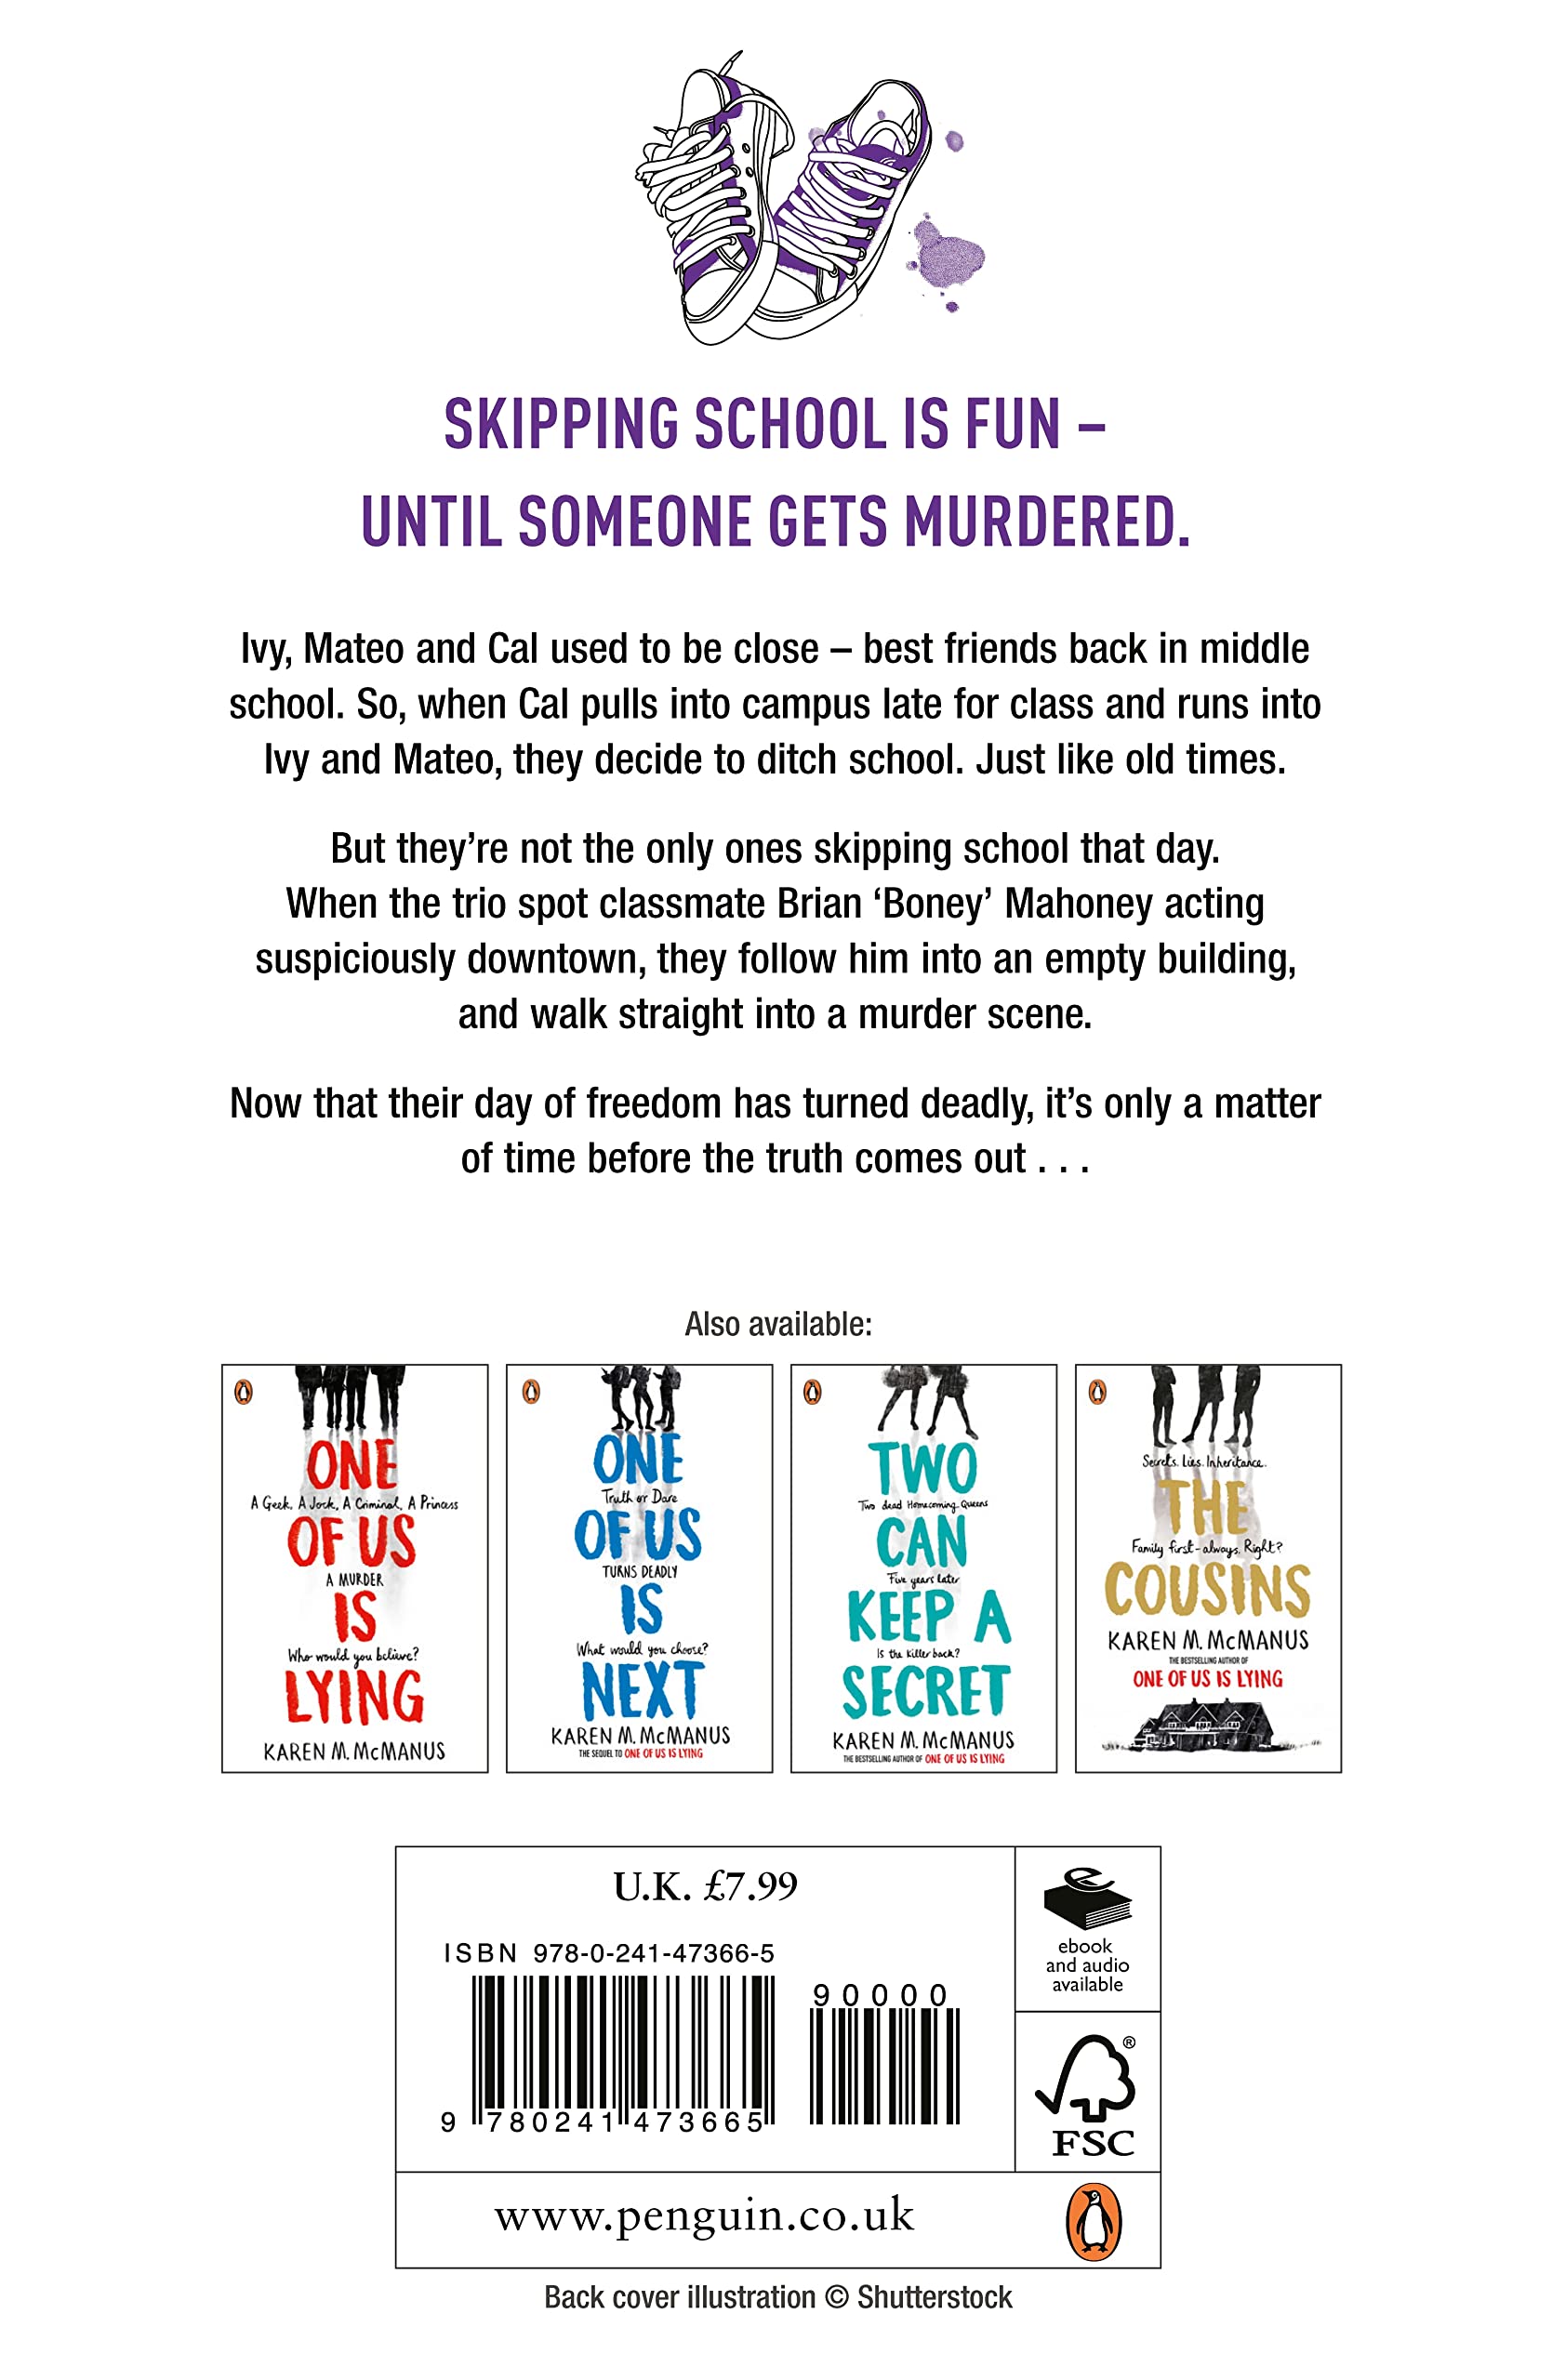 SKIPPING SCHOOL IS FUN –
UNTIL SOMEONE GETS MURDERED.
Ivy, Mateo and Cal used to be close – best friends back in middle
school. So, when Cal pulls into campus late for class and runs into
Ivy and Mateo, they decide to ditch school. Just like old times.
But they’re not the only ones skipping school that day.
When the trio spot classmate Brian ‘Boney’ Mahoney acting
suspiciously downtown, they follow him into an empty building,
and walk straight into a murder scene.
Now that their day of freedom has turned deadly, it’s only a matter
of time before the truth comes out . . .
Also available:
ONE
A Geek, A Jock, A Criminal, A Princess
OF US
A MURDER
IS
Who would you believe?
LYING
KAREN M. McMANUS
ONE
Truth or Dare
OF US
TURNS DEADLY
IS
What would you choose?
NEXT
KAREN M. McMANUS
THE SEQUEL TO ONE OF US IS LYING
TWO
Two dead Homecoming Queens
CAN
Five years later
KEEP A
Is the killer back?
SECRET
KAREN M. McMANUS
THE BESTSELLING AUTHOR OF ONE OF US IS LYING
Secrets. Lies. Inheritance.
THE
Family first-always. Right?
COUSINS
KAREN M. McMANUS
THE BESTSELLING AUTHOR OF
ONE OF US IS LYING
U.K. £7.99
ISBN 978-0-241-47366-5
90000
9 780241 473665
e
ebook
and audio
available
®
FSC
www.penguin.co.uk
Back cover illustration © Shutterstock